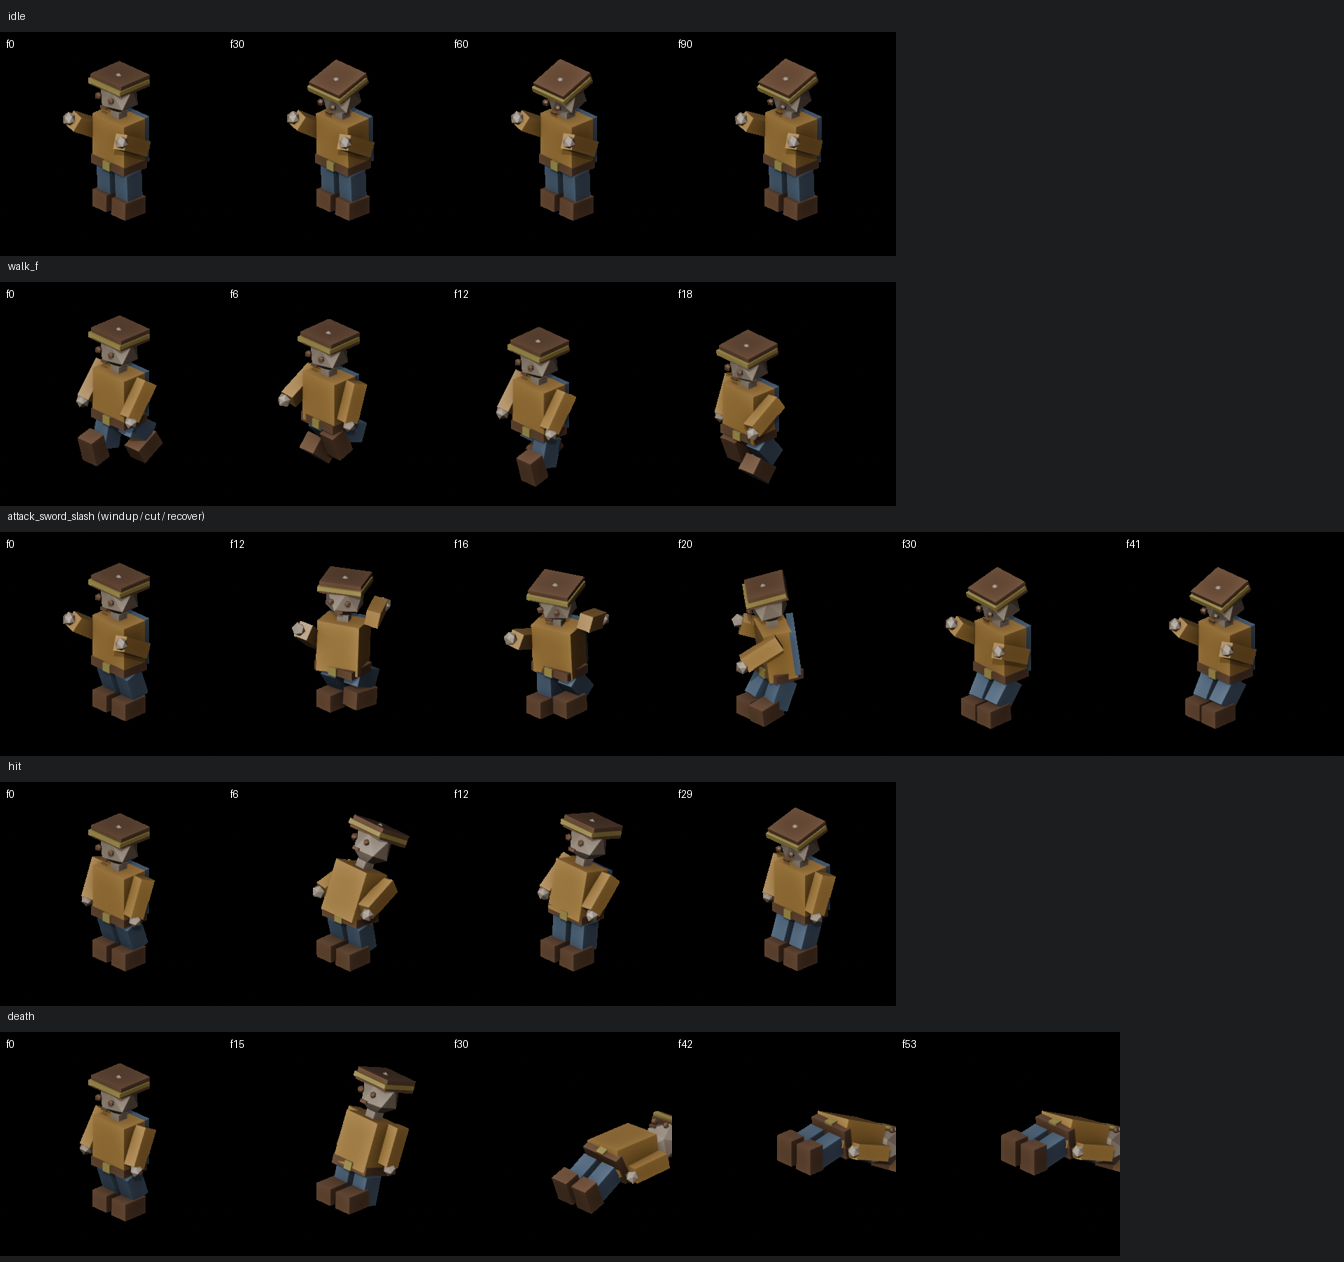 idle
f0 f30 f60 f90
walk_f
f0 f6 f12 f18
attack_sword_slash (windup / cut / recover)
f0 f12 f16 f20 f30 f41
hit
f0 f6 f12 f29
death
f0 f15 f30 f42 f53